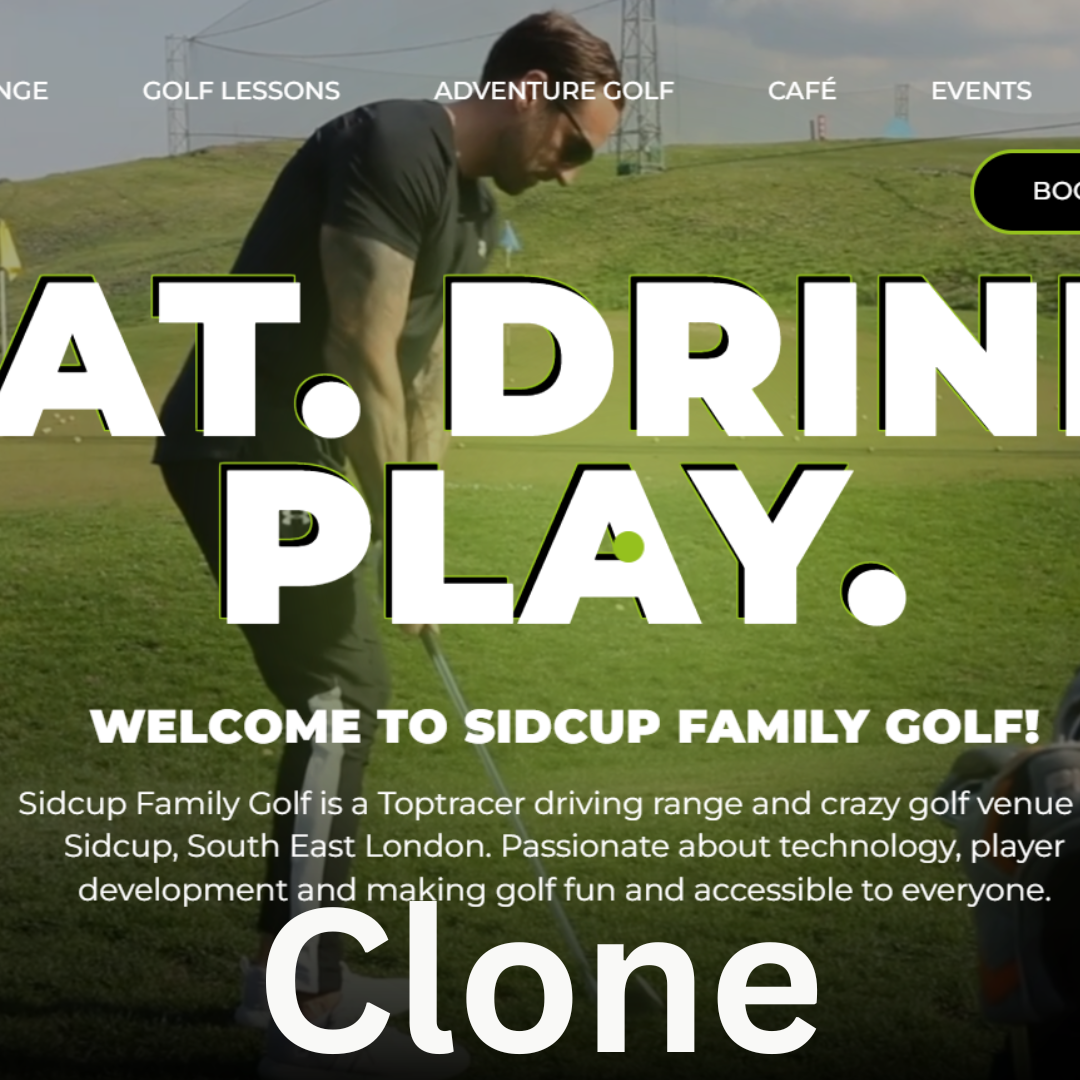 NGE GOLF LESSONS ADVENTURE GOLF CAFÉ EVENTS
BOO
AT. DRIN
PLAY.
WELCOME TO SIDCUP FAMILY GOLF!
Sidcup Family Golf is a Toptracer driving range and crazy golf venue
Sidcup, South East London. Passionate about technology, player
development and making golf fun and accessible to everyone.
Clone